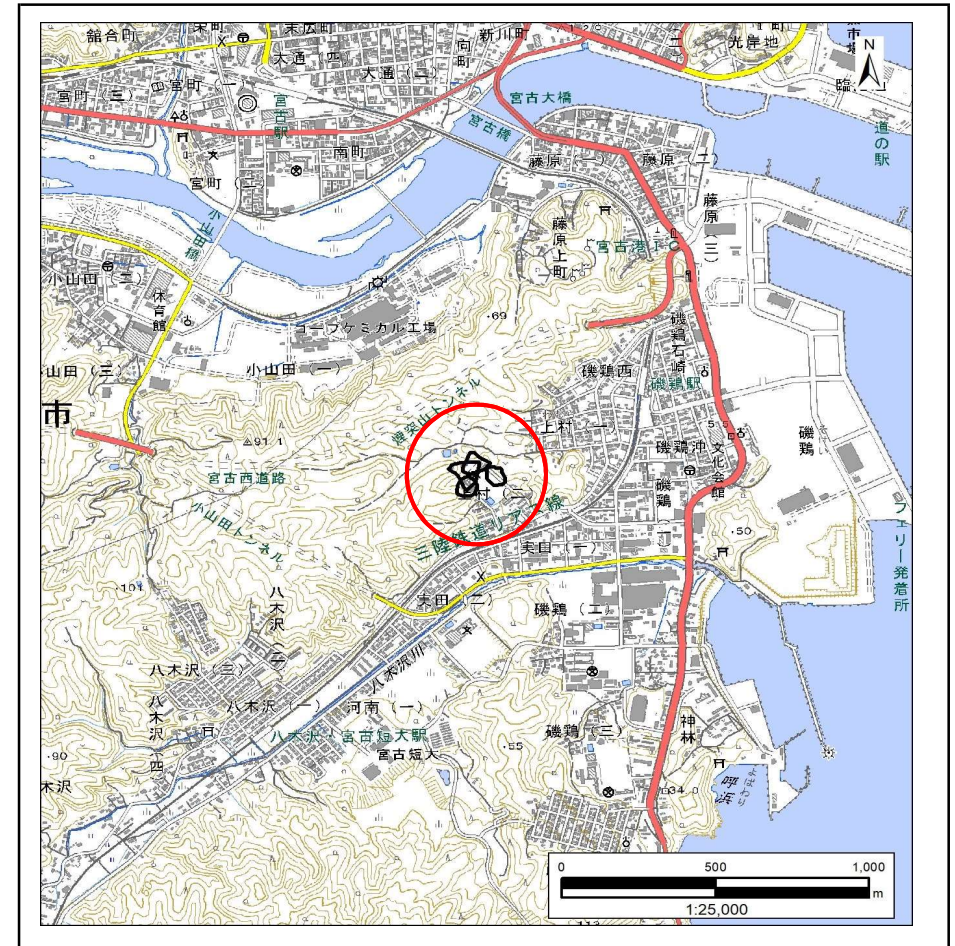 舘合町
栄町
末広町
向町
新川町
光岸地
N
大通(四)
大通(二)
宮町(三)
宮町(一)
宮古駅
宮古大橋
宮古橋
道の駅
南町
宮町(二)
藤原(一)
藤原(二)
小山田橋
藤原(三)
藤原上町
宮古港IC
小山田(二)
体育館
コープケミカル工場
・69
小山田(一)
磯鶏西
磯鶏石崎
磯鶏駅
山田(三)
市
上村(一)
△91.1
宮古西道路
磯鶏沖
文化会館
磯鶏
小山田トンネル
三陸鉄道リアス線
実田(一)
・50
フェリー発着所
・101
八木沢(二)
実田(二)
磯鶏(二)
八木沢(三)
八木沢川
八木沢(一)
河南(一)
八木沢(四)
八木沢・宮古短大駅
宮古短大
・55
磯鶏(三)
神林
・90
木沢
34.0
0
500
1,000
m
1:25,000